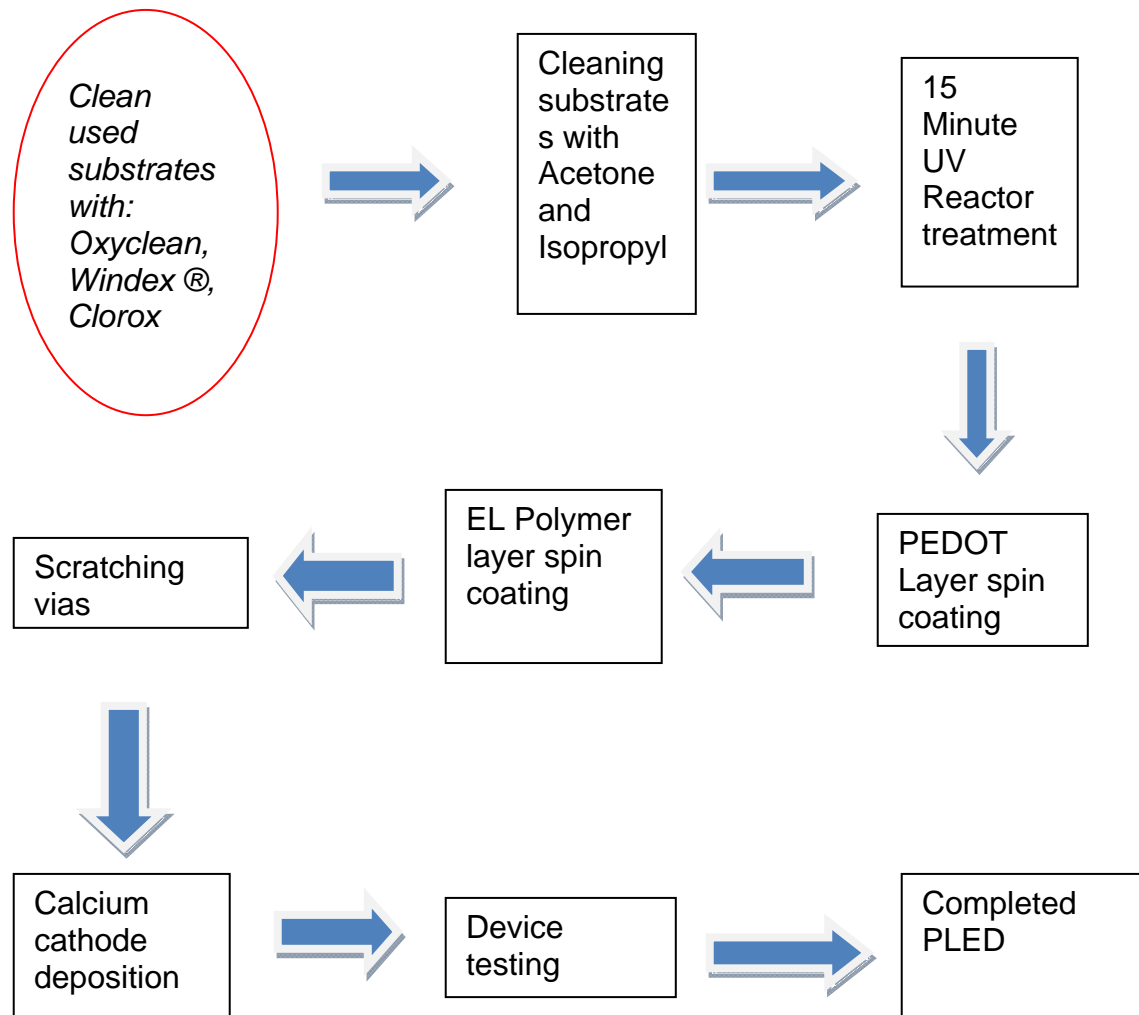 Clean
used
substrates
with:
Oxyclean,
Windex ®,
Clorox
Cleaning
substrate
s with
Acetone
and
Isopropyl
15
Minute
UV
Reactor
treatment
PEDOT
Layer spin
coating
EL Polymer
layer spin
coating
Scratching
vias
Calcium
cathode
deposition
Device
testing
Completed
PLED